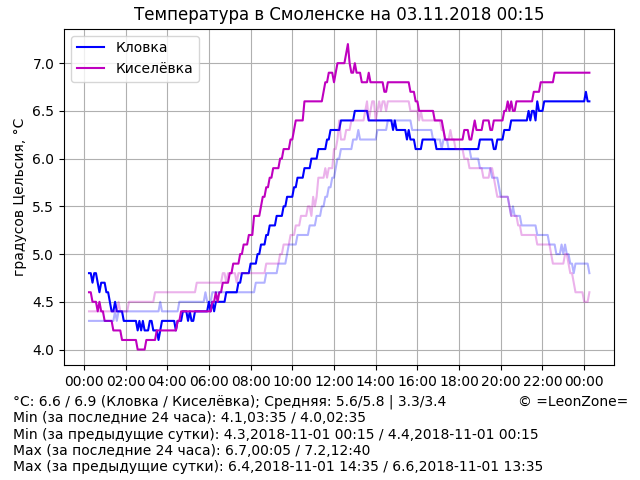 Температура в Смоленске на 03.11.2018 00:15
Кловка
Киселёвка
градусов Цельсия, °C
7.0
6.5
6.0
5.5
5.0
4.5
4.0
00:00 02:00 04:00 06:00 08:00 10:00 12:00 14:00 16:00 18:00 20:00 22:00 00:00
°C: 6.6 / 6.9 (Кловка / Киселёвка); Средняя: 5.6/5.8 | 3.3/3.4 © =LeonZone=
Min (за последние 24 часа): 4.1,03:35 / 4.0,02:35
Min (за предыдущие сутки): 4.3,2018-11-01 00:15 / 4.4,2018-11-01 00:15
Max (за последние 24 часа): 6.7,00:05 / 7.2,12:40
Max (за предыдущие сутки): 6.4,2018-11-01 14:35 / 6.6,2018-11-01 13:35